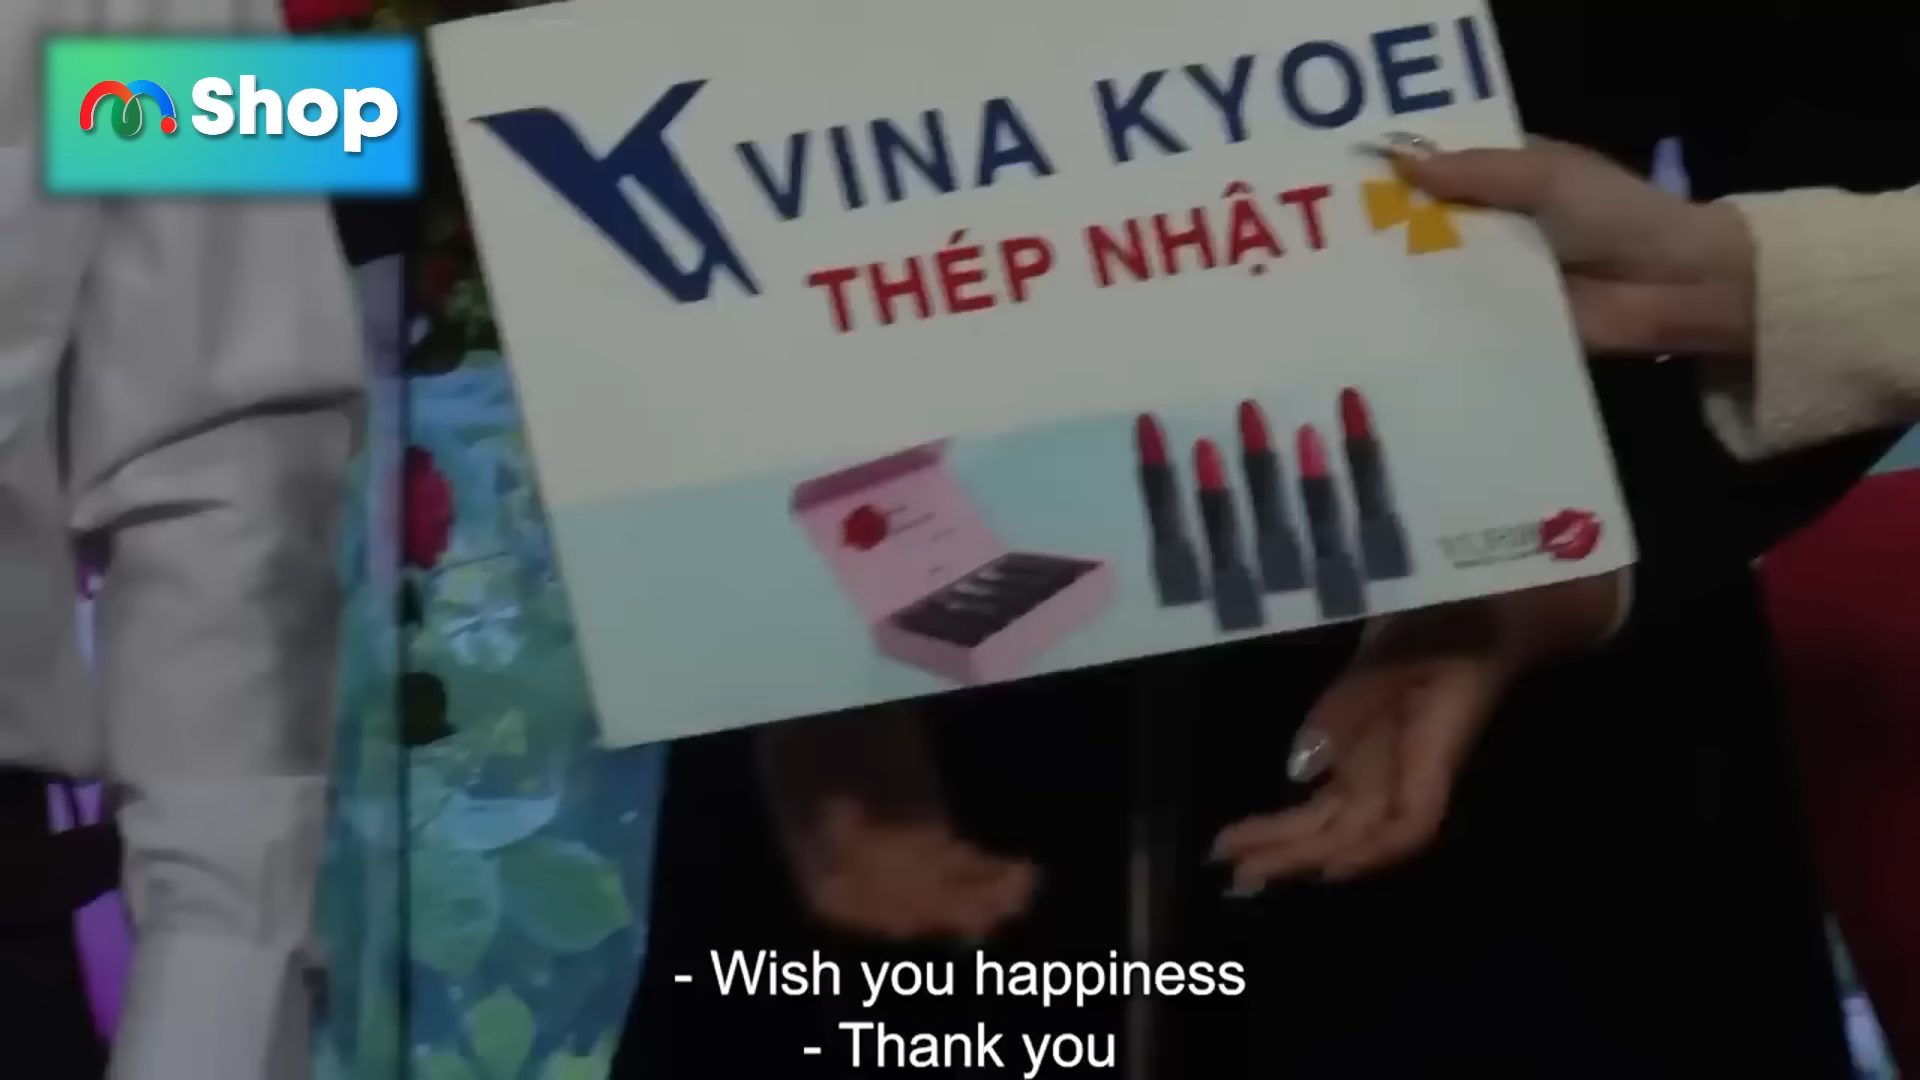 Shop
VINA KYOEI
THÉP NHẬT
- Wish you happiness
- Thank you